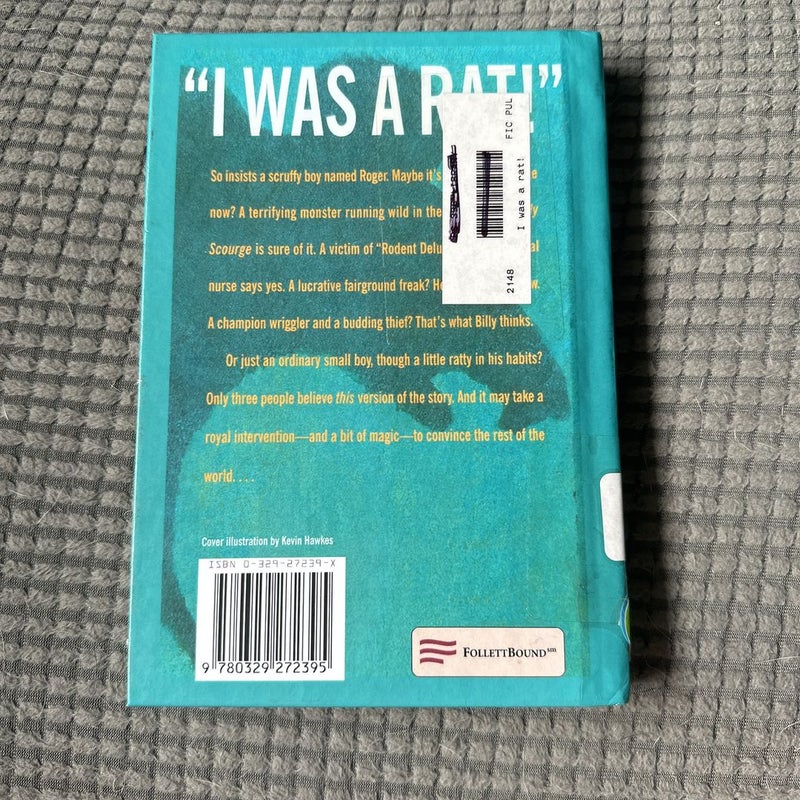 "I WAS A RAT!"
So insists a scruffy boy named Roger. Maybe it's
now? A terrifying monster running wild in the
Scourge is sure of it. A victim of "Rodent Delu
nurse says yes. A lucrative fairground freak? He
A champion wriggler and a budding thief? That's what Billy thinks.
Or just an ordinary small boy, though a little ratty in his habits?
Only three people believe this version of the story. And it may take a
royal intervention—and a bit of magic—to convince the rest of the
world. . . .
FIC PUL
I was a rat!
2148
Cover illustration by Kevin Hawkes
ISBN 0-329-27239-X
9 780329 272395
FOLLETTBOUND sm